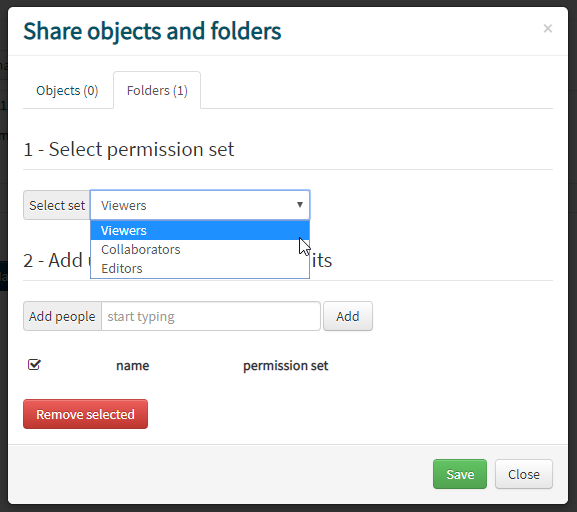 Share objects and folders ×
Objects (0) Folders (1)
1 - Select permission set
Select set Viewers
Viewers
Collaborators
Editors
2 - Add its
Add people start typing Add
name permission set
Remove selected
Save Close